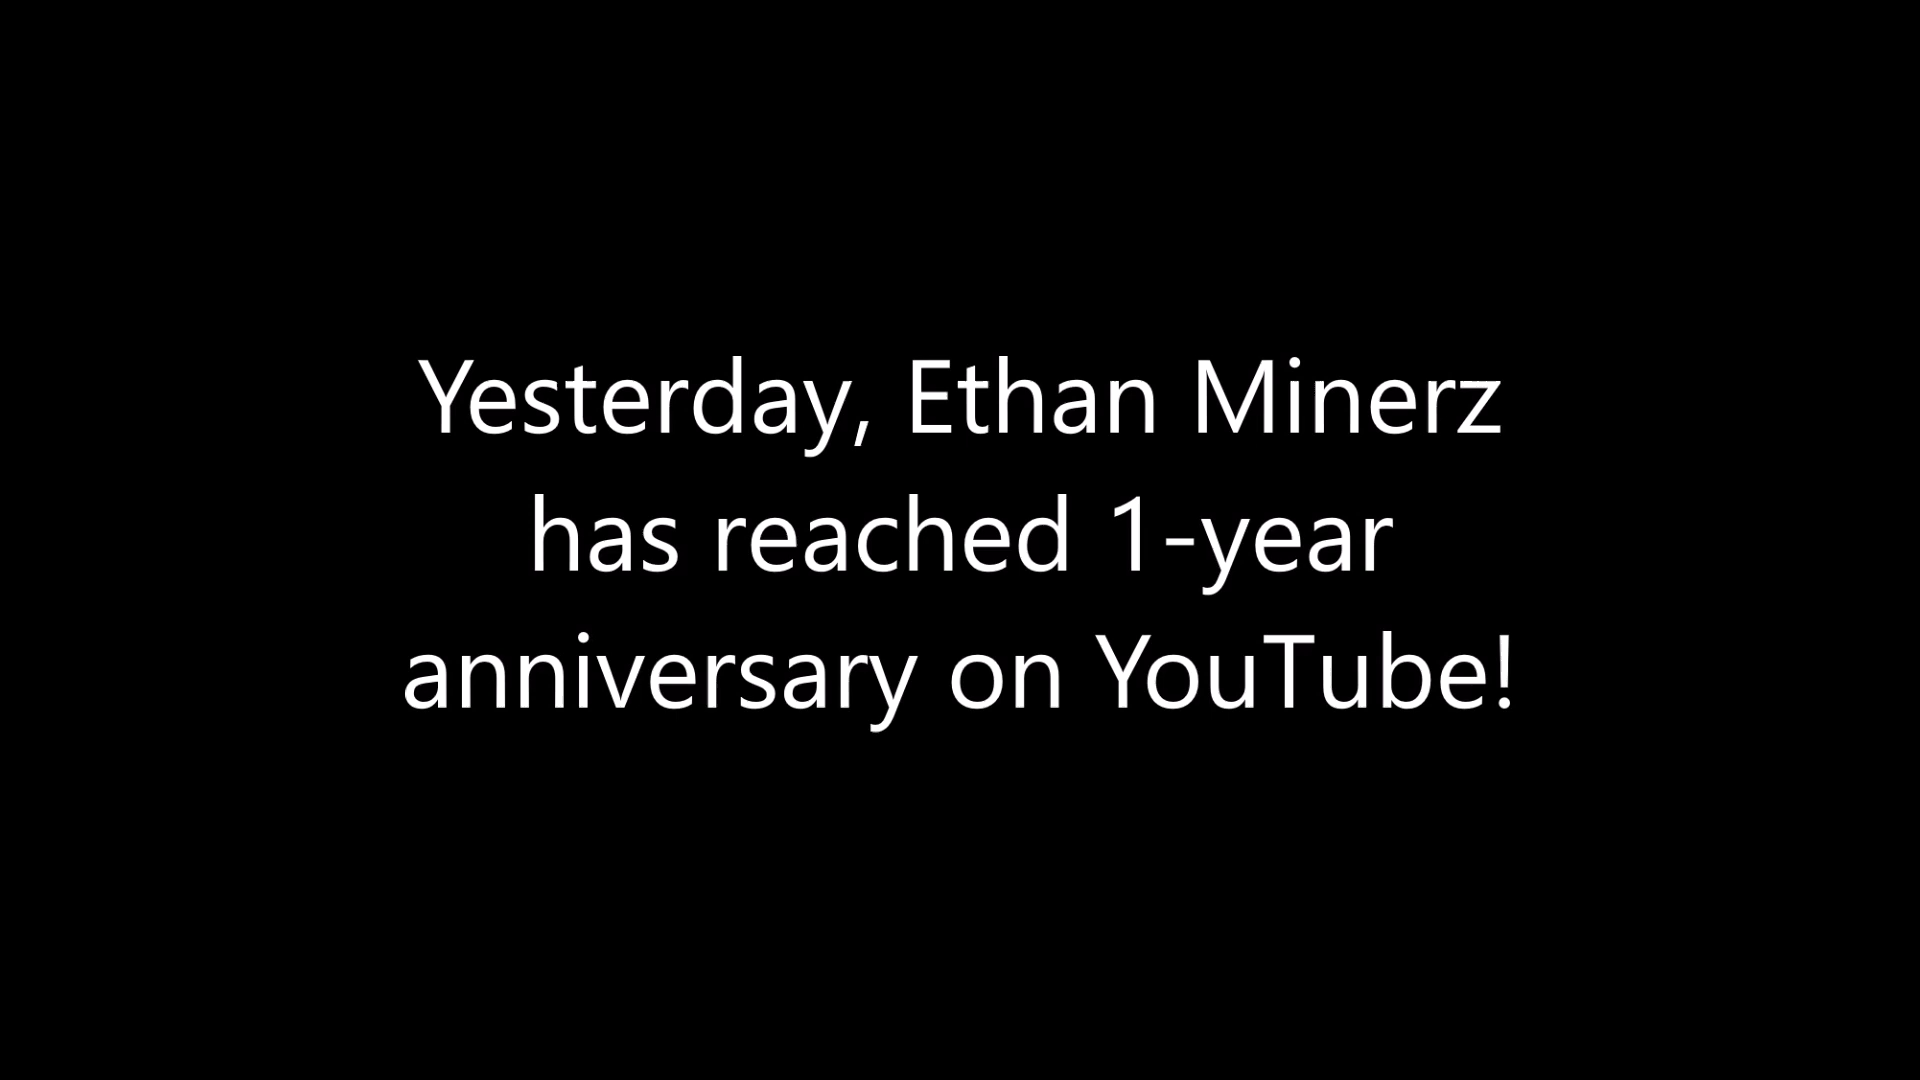 Yesterday, Ethan Minerz
has reached 1-year
anniversary on YouTube!